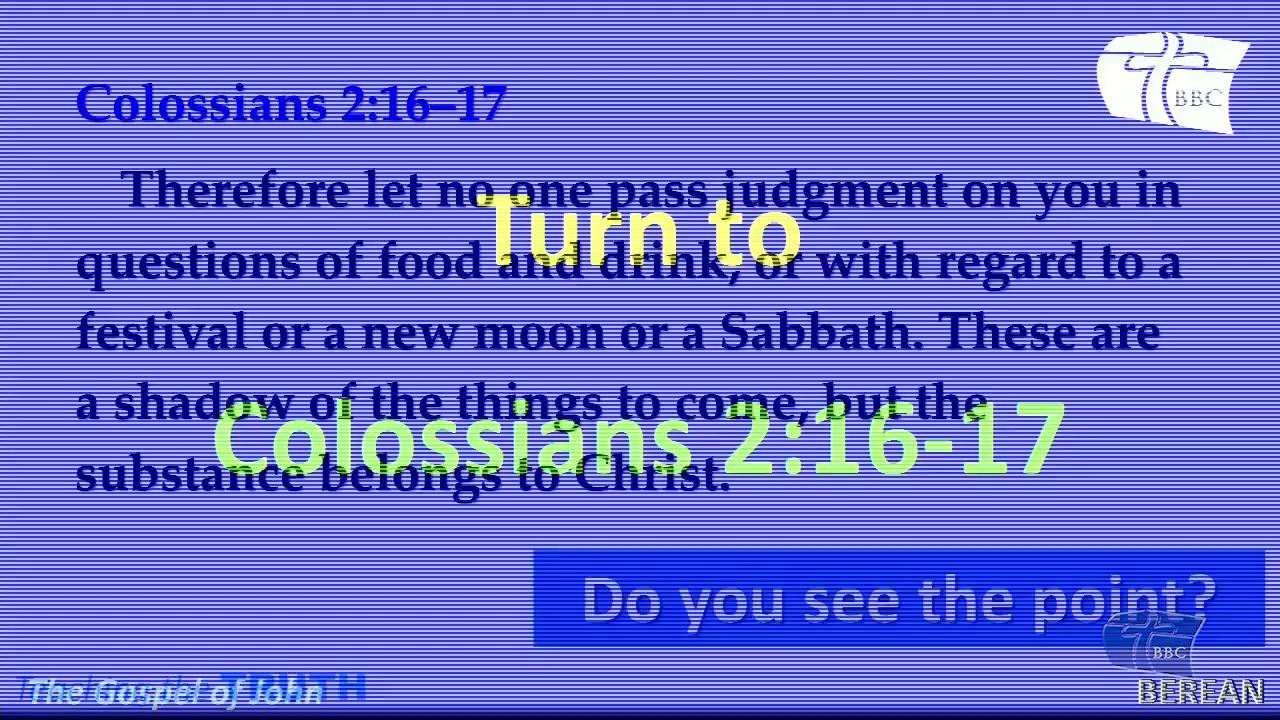 BBC
Colossians 2:16–17
Therefore let no one pass judgment on you in
Turn to
questions of food and drink, or with regard to a
festival or a new moon or a Sabbath. These are
a shadow of the things to come, but the
Colossians 2:16-17
substance belongs to Christ.
Do you see the point?
BBC
The Gospel of John
TRUTH
BEREAN